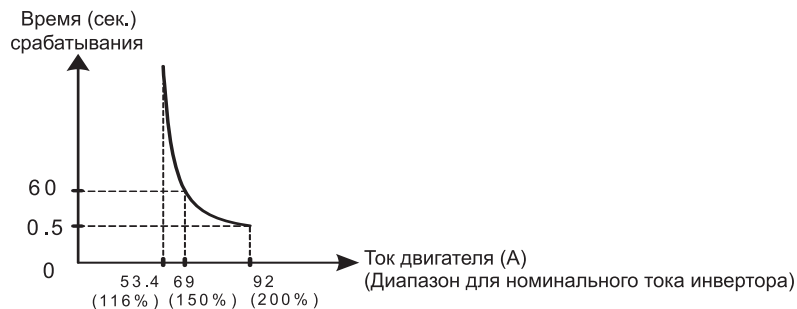 Время (сек.)
срабатывания
60
0.5
0
53.4 69 92
(116%) (150%) (200%)
Ток двигателя (А)
(Диапазон для номинального тока инвертора)